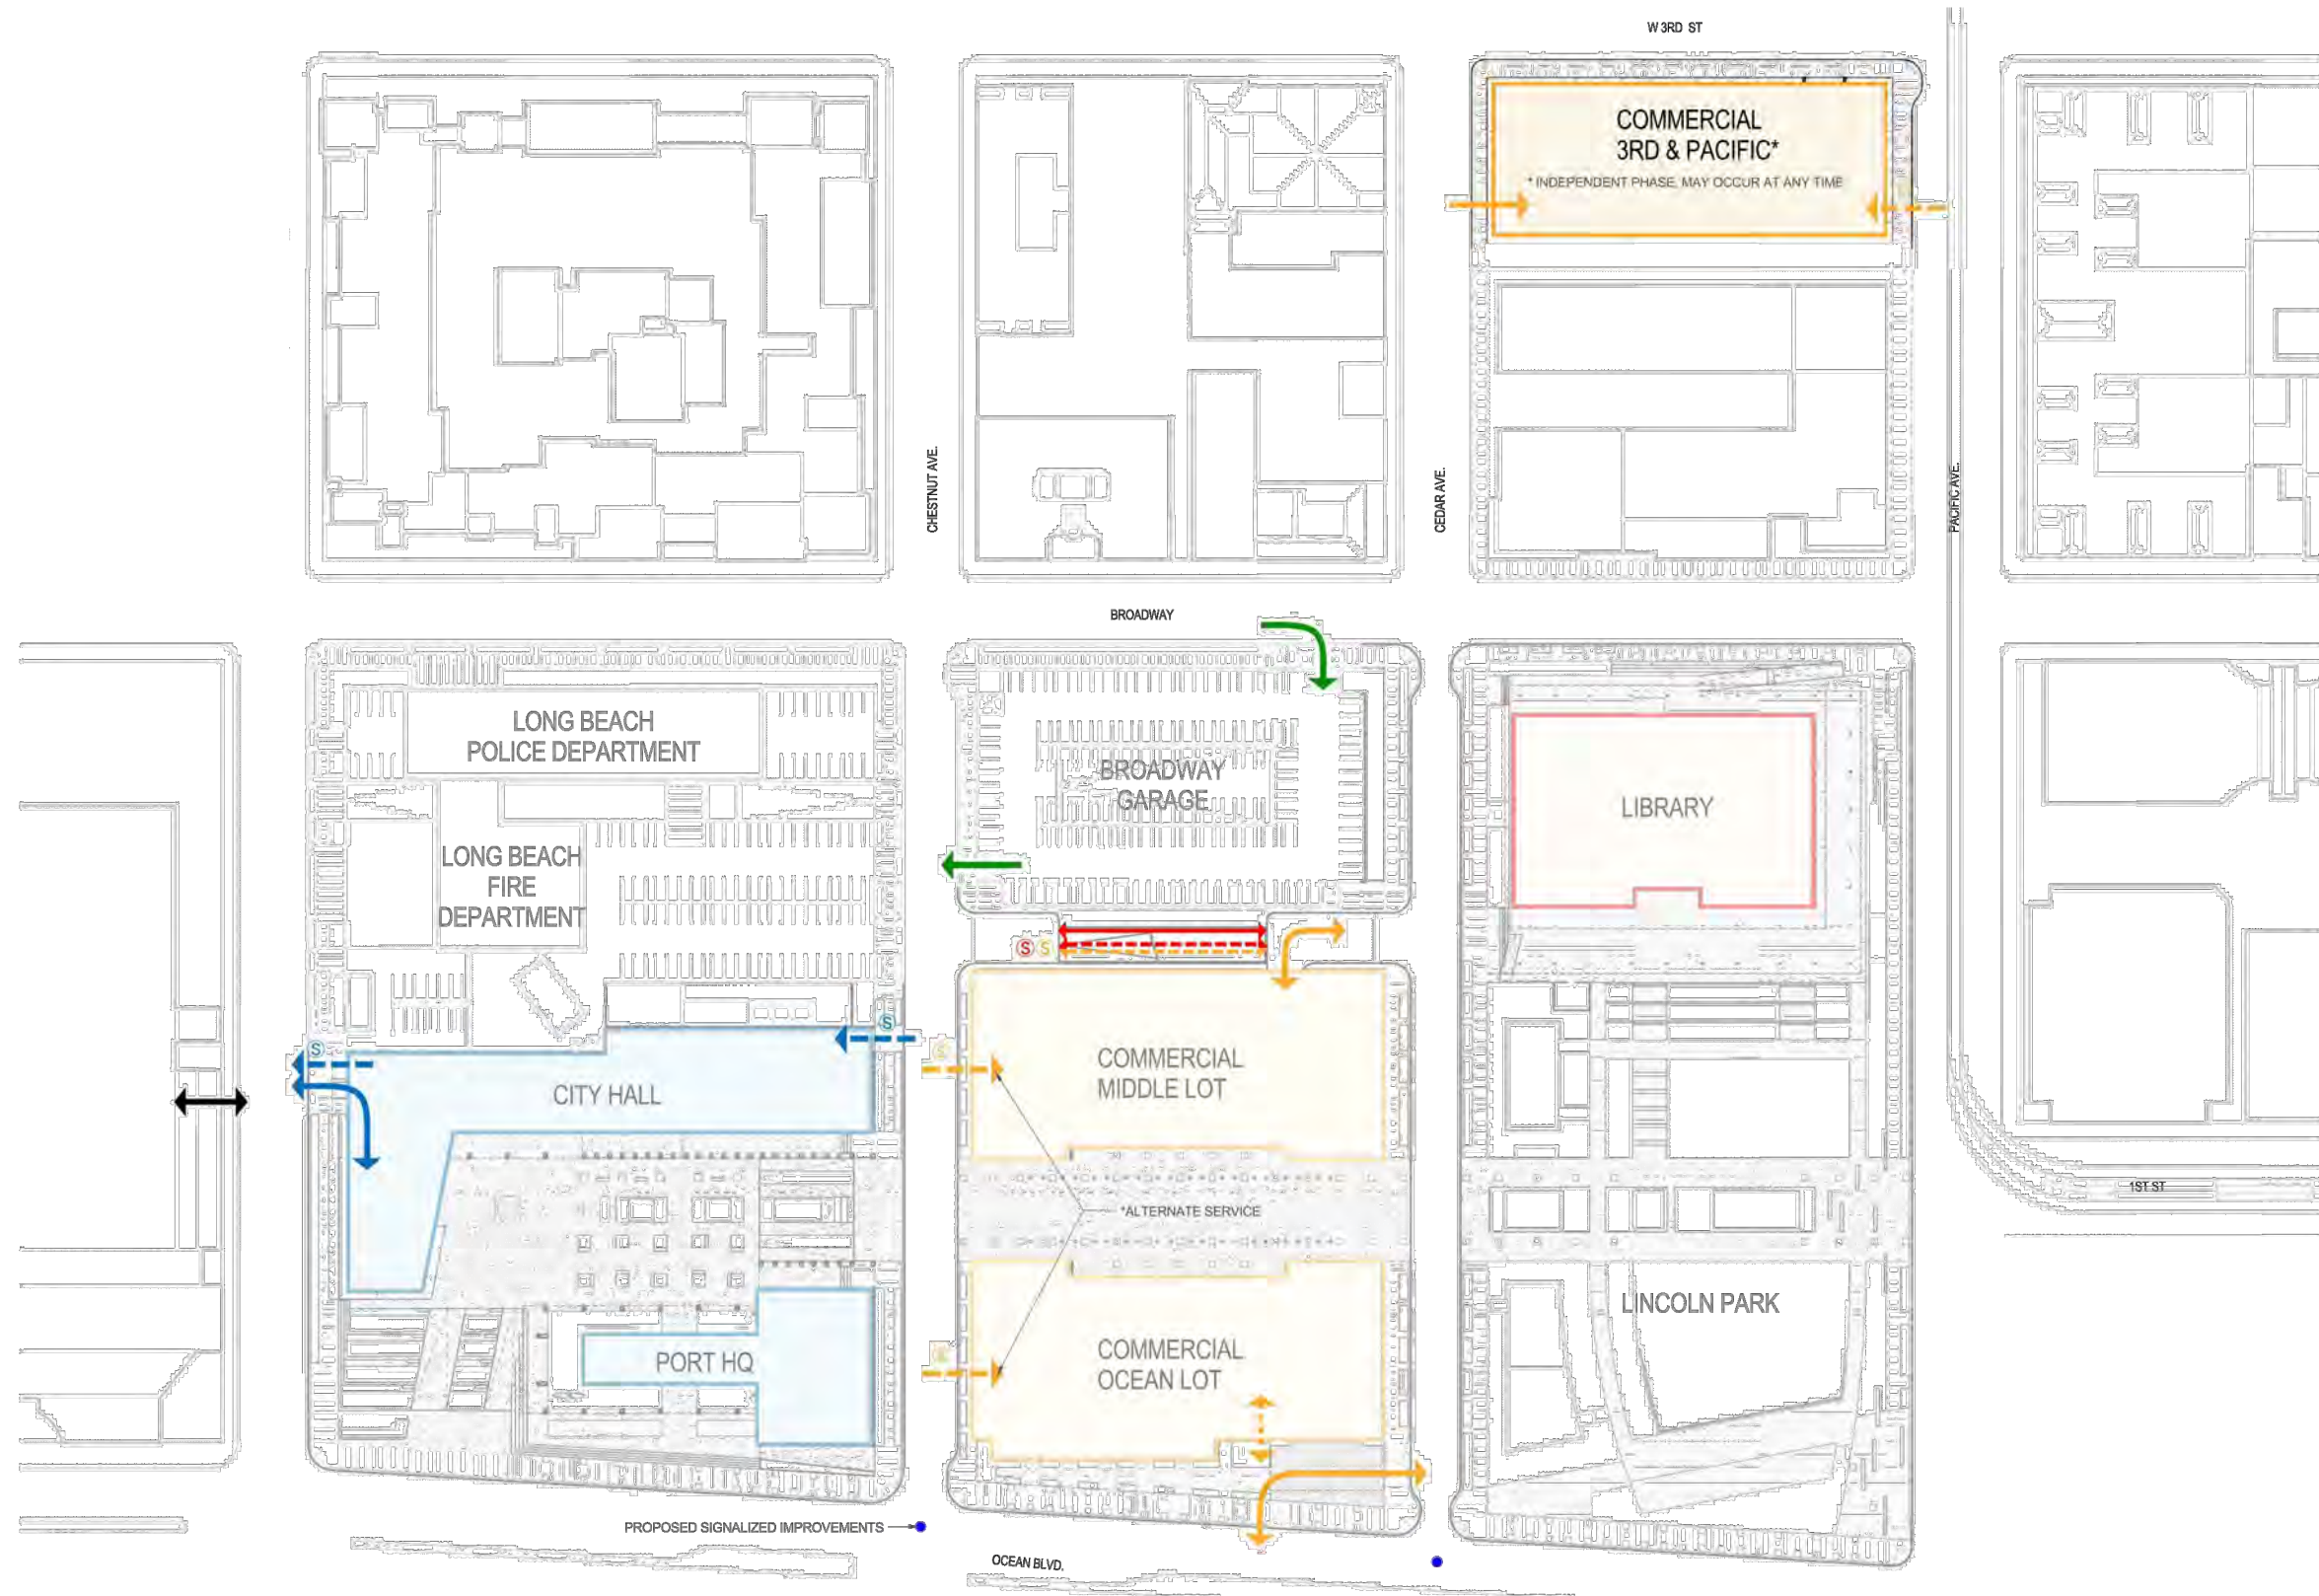 W 3RD ST
COMMERCIAL
3RD & PACIFIC*
* INDEPENDENT PHASE, MAY OCCUR AT ANY TIME
CHESTNUT AVE.
CEDAR AVE.
PACIFIC AVE.
BROADWAY
LONG BEACH
POLICE DEPARTMENT
BROADWAY
GARAGE
LIBRARY
LONG BEACH
FIRE
DEPARTMENT
S S
S
S
S
CITY HALL
COMMERCIAL
MIDDLE LOT
*ALTERNATE SERVICE
1ST ST
LINCOLN PARK
PORT HQ
COMMERCIAL
OCEAN LOT
PROPOSED SIGNALIZED IMPROVEMENTS
OCEAN BLVD.